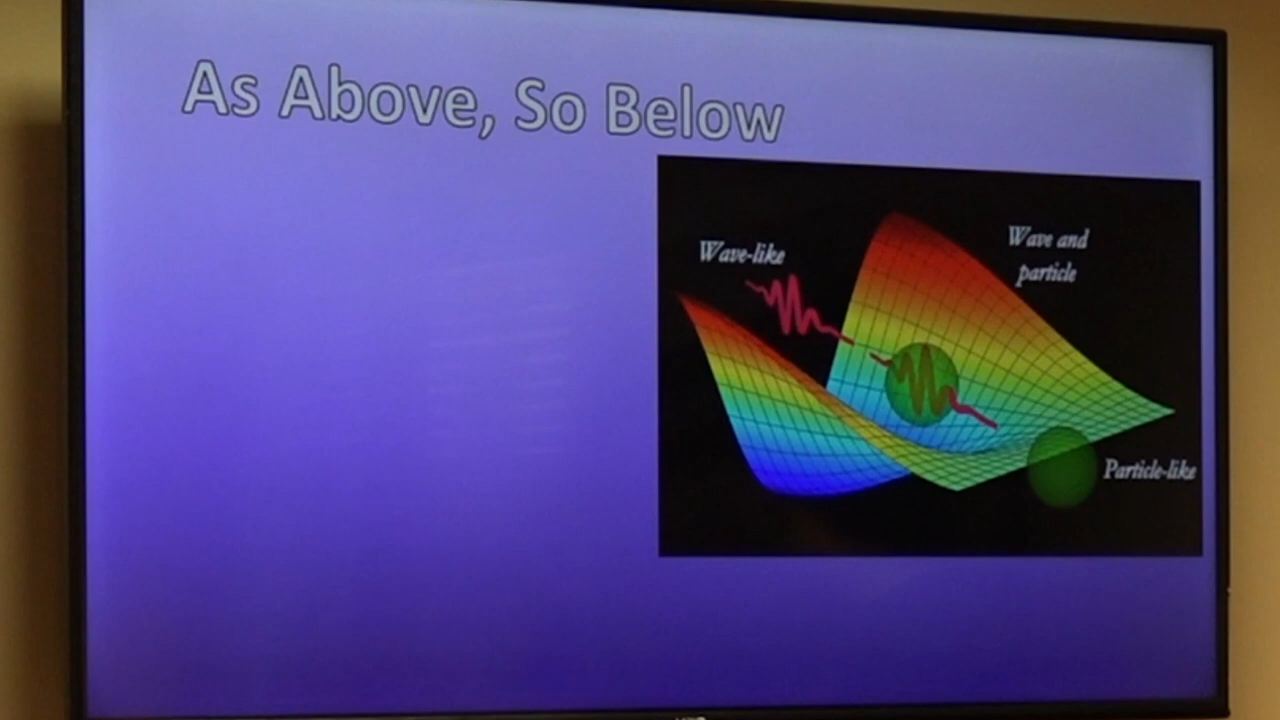 As Above, So Below
Wave-like
Wave and
particle
Particle-like